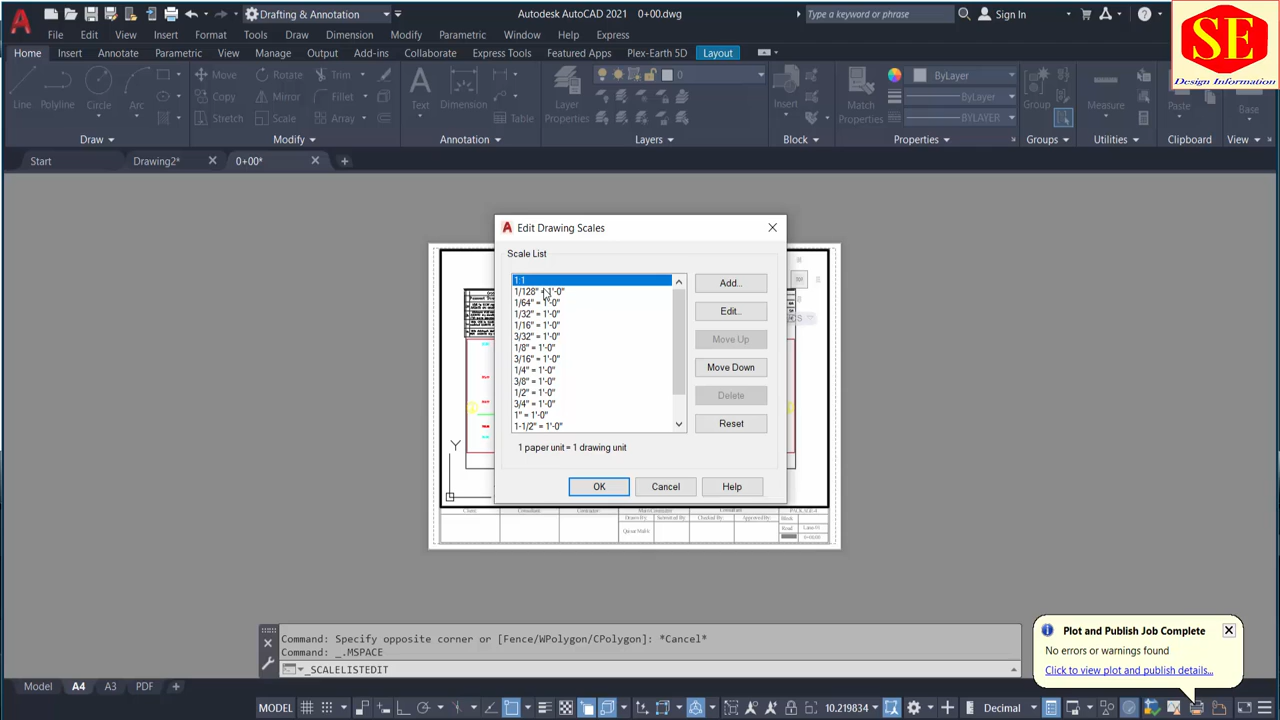 Drafting & Annotation
Autodesk AutoCAD 2021 0+00.dwg
Type a keyword or phrase
Sign In
SE
Design Information
File Edit View Insert Format Tools Draw Dimension Modify Parametric Window Help Express
Home Insert Annotate Parametric View Manage Output Add-ins Collaborate Express Tools Featured Apps Plex-Earth 5D Layout
Line Polyline Circle Arc
Move Rotate Trim
Copy Mirror Fillet
Stretch Scale Array
Text Dimension Table
Layer Properties
0
Insert
Match Properties
ByLayer
ByLayer
BYLAYER
Group
Measure
Paste
Base
Draw Modify Annotation Layers Block Properties Groups Utilities Clipboard View
Start Drawing2* 0+00*
Edit Drawing Scales
Scale List
1:1
1/128" = 1'-0"
1/64" = 1'-0"
1/32" = 1'-0"
1/16" = 1'-0"
3/32" = 1'-0"
1/8" = 1'-0"
3/16" = 1'-0"
1/4" = 1'-0"
3/8" = 1'-0"
1/2" = 1'-0"
3/4" = 1'-0"
1" = 1'-0"
1-1/2" = 1'-0"
Add...
Edit...
Move Up
Move Down
Delete
Reset
1 paper unit = 1 drawing unit
OK Cancel Help
Y
Command: Specify opposite corner or [Fence/WPolygon/CPolygon]: *Cancel*
Command: _.MSPACE
_SCALELISTEDIT
Plot and Publish Job Complete
No errors or warnings found
Click to view plot and publish details...
Model A4 A3 PDF
MODEL
10.219834
Decimal